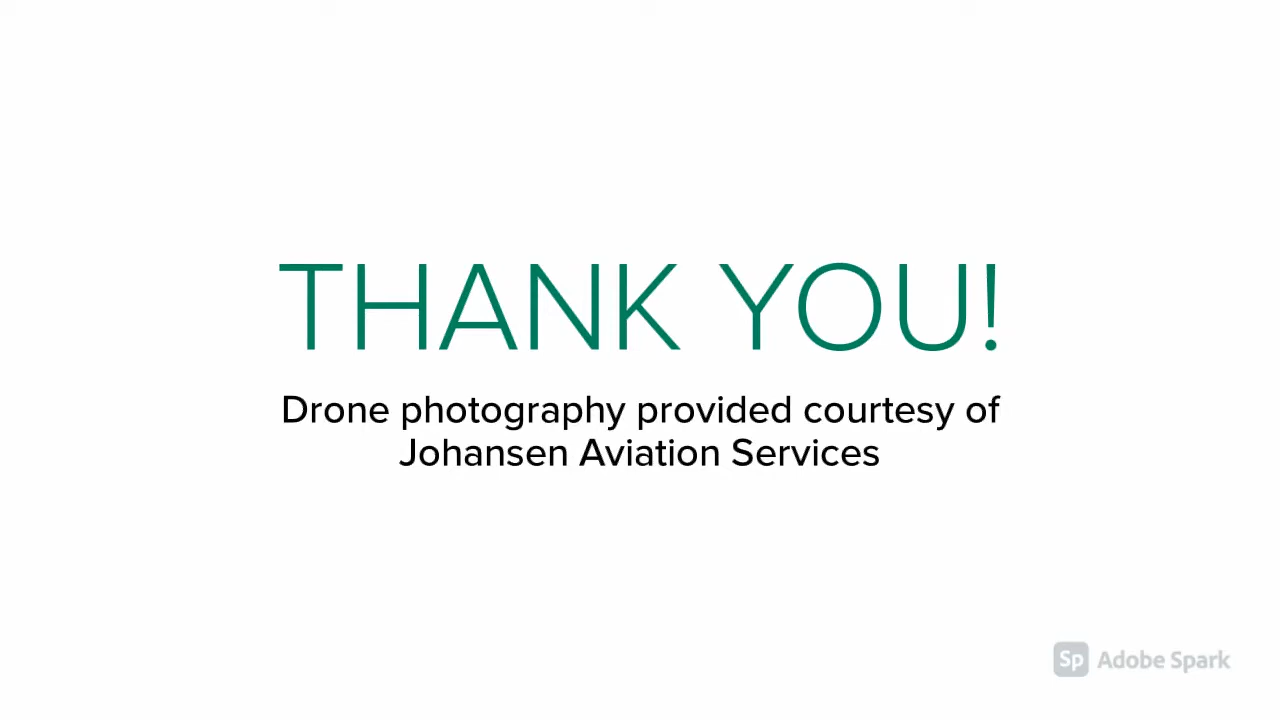 THANK YOU!
Drone photography provided courtesy of
Johansen Aviation Services
Sp Adobe Spark